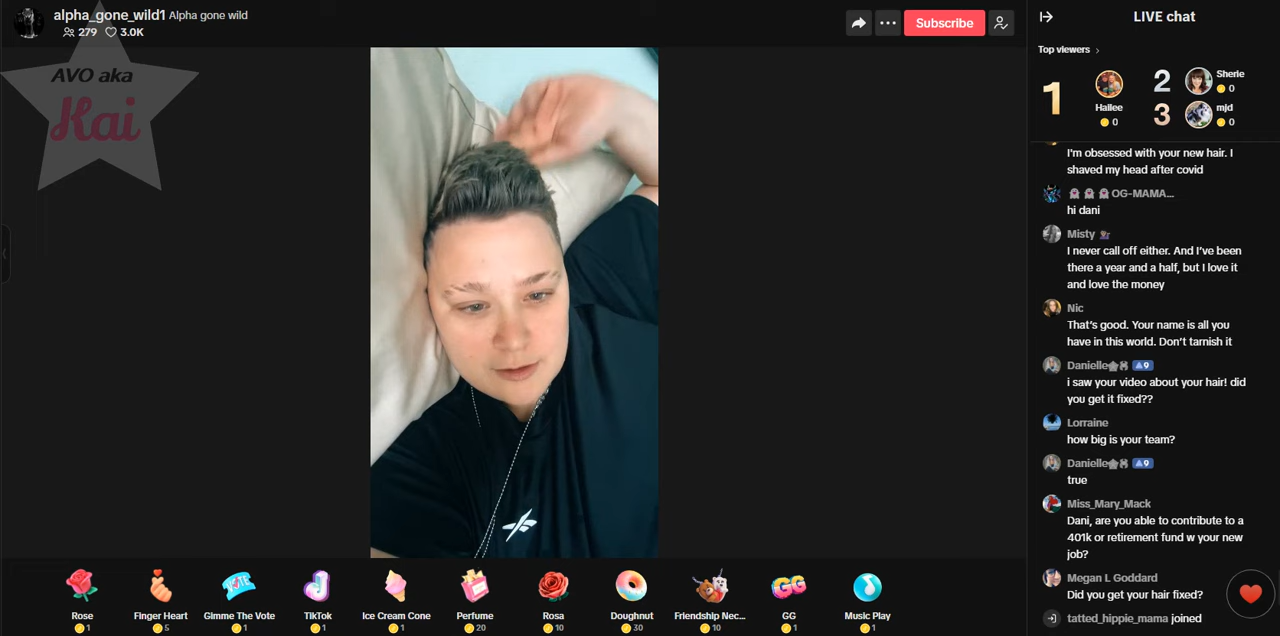 alpha_gone_wild1 Alpha gone wild
279 3.0K
Subscribe
AVO aka
Kai
LIVE chat
Top viewers
1
Hailee
0
2
Sherie
0
3
mjd
0
I'm obsessed with your new hair. I
shaved my head after covid
OG-MAMA...
hi dani
Misty
I never call off either. And I've been
there a year and a half, but I love it
and love the money
Nic
That's good. Your name is all you
have in this world. Don't tarnish it
Danielle 9
i saw your video about your hair! did
you get it fixed??
Lorraine
how big is your team?
Danielle 9
true
Miss_Mary_Mack
Dani, are you able to contribute to a
401k or retirement fund w your new
job?
Megan L Goddard
Did you get your hair fixed?
tatted_hippie_mama joined
VOTE
GG
Rose Finger Heart Gimme The Vote TikTok Ice Cream Cone Perfume Rosa Doughnut Friendship Nec... GG Music Play
1 5 1 1 1 20 10 30 10 1 1